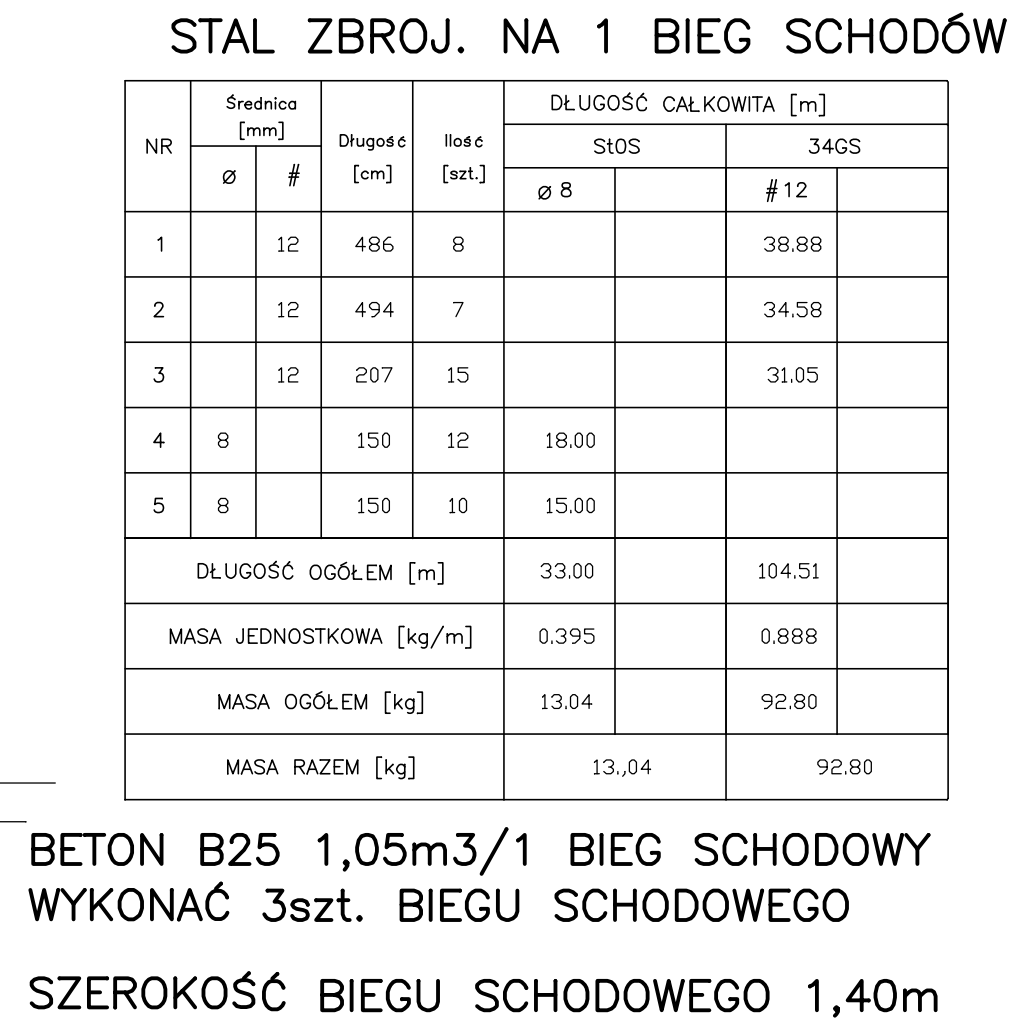 STAL ZBROJ. NA 1 BIEG SCHODÓW
NR Średnica [mm] Długość [cm] Ilość [szt.] DŁUGOŚĆ CAŁKOWITA [m]
StOS 34GS
ø # ø 8 # 12
1 12 486 8 38.88
2 12 494 7 34.58
3 12 207 15 31.05
4 8 150 12 18.00
5 8 150 10 15.00
DŁUGOŚĆ OGÓŁEM [m] 33.00 104.51
MASA JEDNOSTKOWA [kg/m] 0.395 0.888
MASA OGÓŁEM [kg] 13.04 92.80
MASA RAZEM [kg] 13.,04 92.80
BETON B25 1,05m3/1 BIEG SCHODOWY
WYKONAĆ 3szt. BIEGU SCHODOWEGO
SZEROKOŚĆ BIEGU SCHODOWEGO 1,40m